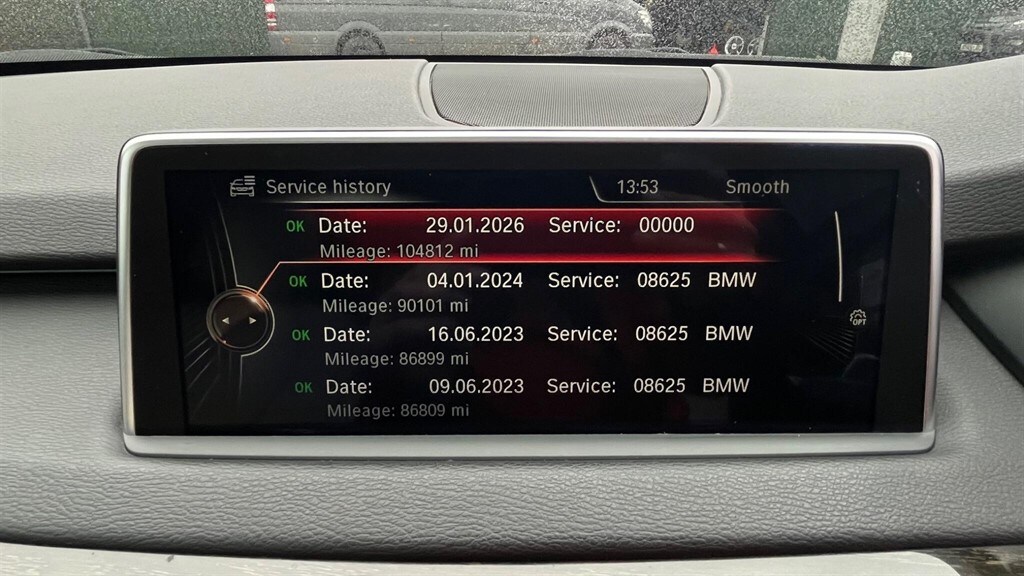 Service history 13:53 Smooth
OK Date: 29.01.2026 Service: 00000
Mileage: 104812 mi
OK Date: 04.01.2024 Service: 08625 BMW
Mileage: 90101 mi
OK Date: 16.06.2023 Service: 08625 BMW
Mileage: 86899 mi
OPT
OK Date: 09.06.2023 Service: 08625 BMW
Mileage: 86809 mi